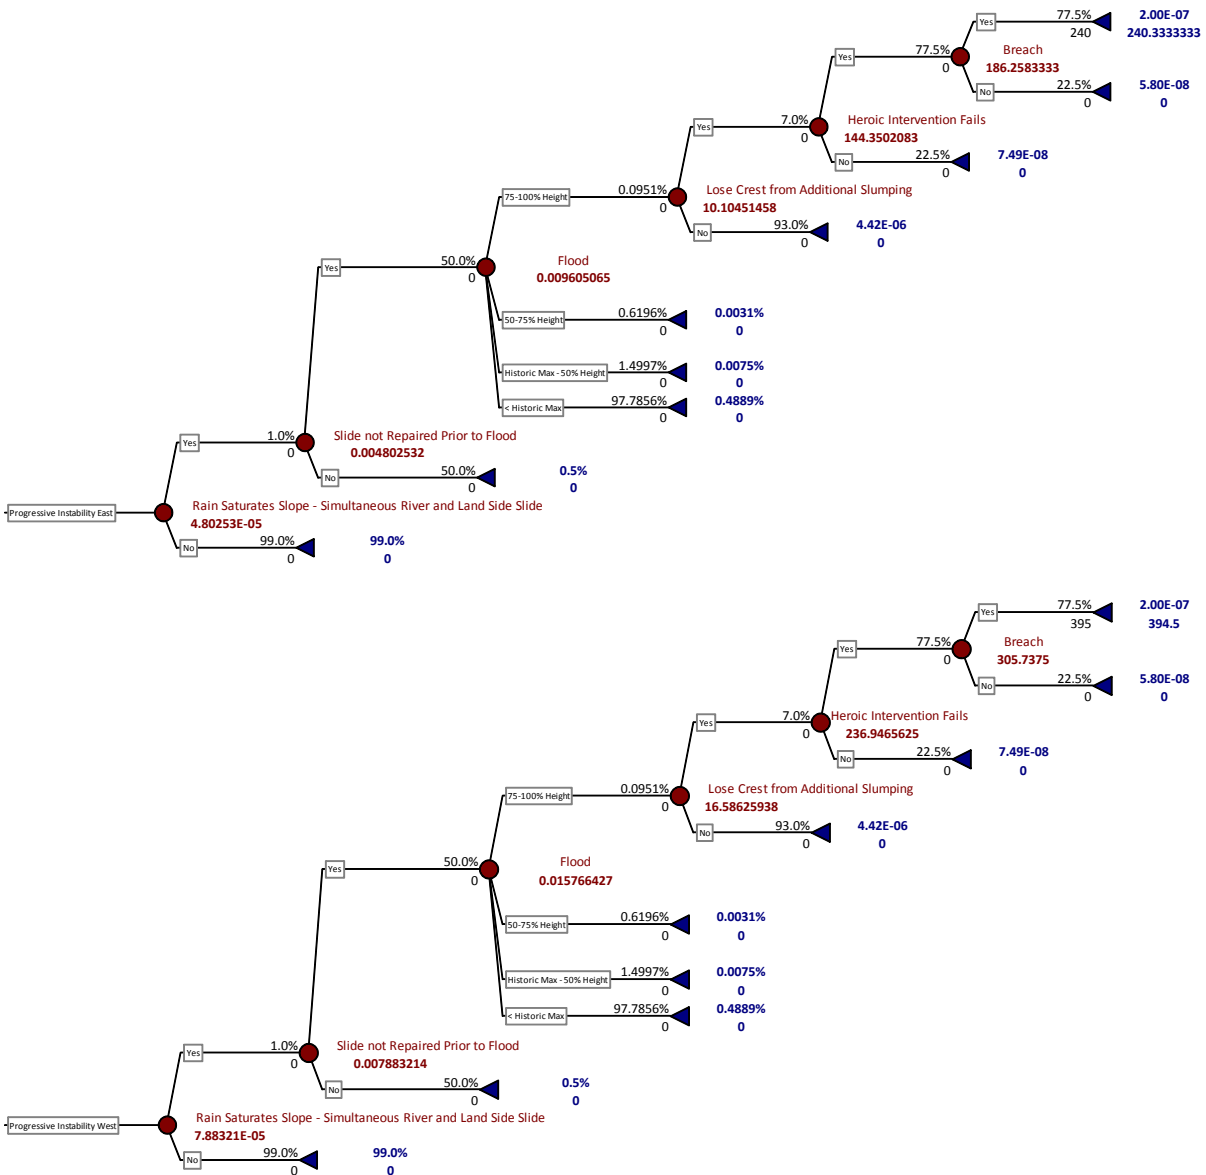 77.5% 2.00E-07
Yes 240 240.3333333
77.5% Breach
Yes 0 186.2583333
22.5% 5.80E-08
No 0 0
7.0% Heroic Intervention Fails
Yes 0 144.3502083
22.5% 7.49E-08
No 0 0
0.0951% Lose Crest from Additional Slumping
75-100% Height 0 10.10451458
93.0% 4.42E-06
No 0 0
50.0% Flood
Yes 0 0.009605065
0.6196% 0.0031%
50-75% Height 0 0
1.4997% 0.0075%
Historic Max - 50% Height 0 0
97.7856% 0.4889%
< Historic Max 0 0
1.0% Slide not Repaired Prior to Flood
Yes 0 0.004802532
50.0% 0.5%
No 0 0
Rain Saturates Slope - Simultaneous River and Land Side Slide
Progressive Instability East 4.80253E-05
99.0% 99.0%
No 0 0
77.5% 2.00E-07
Yes 395 394.5
77.5% Breach
Yes 0 305.7375
22.5% 5.80E-08
No 0 0
7.0% Heroic Intervention Fails
Yes 0 236.9465625
22.5% 7.49E-08
No 0 0
0.0951% Lose Crest from Additional Slumping
75-100% Height 0 16.58625938
93.0% 4.42E-06
No 0 0
50.0% Flood
Yes 0 0.015766427
0.6196% 0.0031%
50-75% Height 0 0
1.4997% 0.0075%
Historic Max - 50% Height 0 0
97.7856% 0.4889%
< Historic Max 0 0
1.0% Slide not Repaired Prior to Flood
Yes 0 0.007883214
50.0% 0.5%
No 0 0
Rain Saturates Slope - Simultaneous River and Land Side Slide
Progressive Instability West 7.88321E-05
99.0% 99.0%
No 0 0